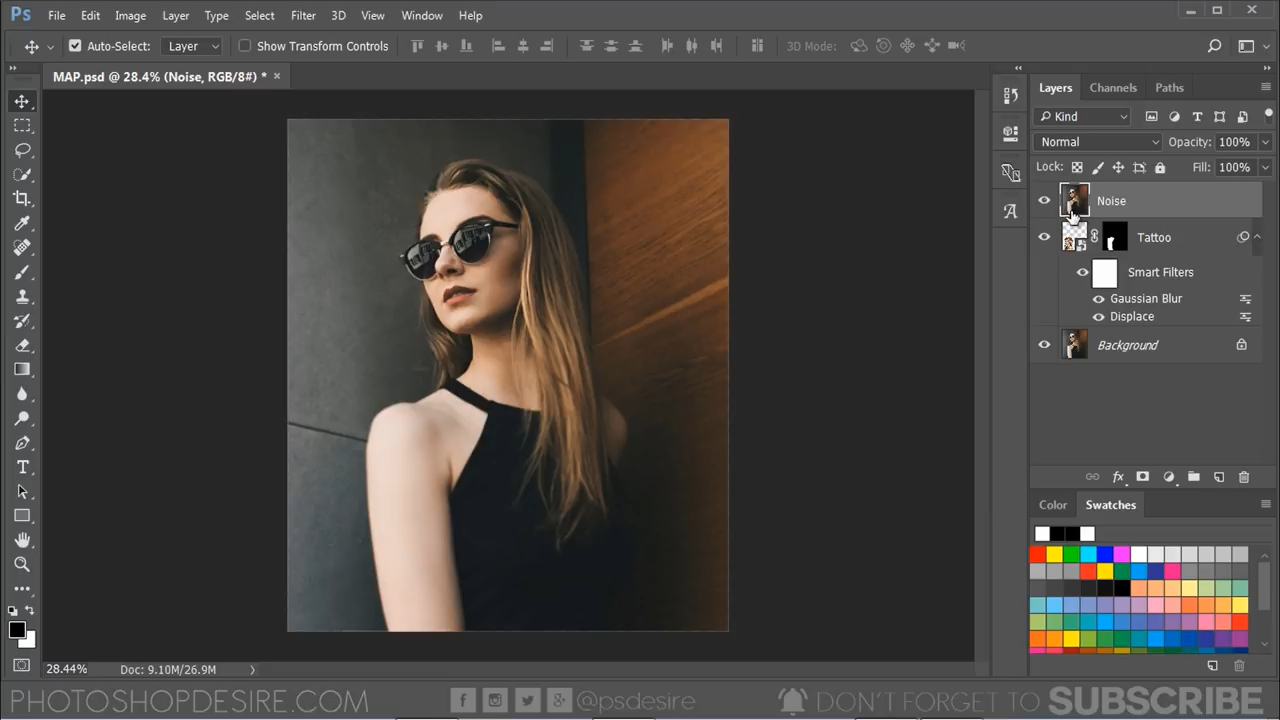 Ps File Edit Image Layer Type Select Filter 3D View Window Help
Auto-Select: Layer Show Transform Controls 3D Mode:
MAP.psd @ 28.4% (Noise, RGB/8#) * ×
Layers Channels Paths
Kind
Normal Opacity: 100%
Lock: Fill: 100%
Noise
Tattoo
Smart Filters
Gaussian Blur
Displace
Background
fx
Color Swatches
28.44% Doc: 9.10M/26.9M
PHOTOSHOPDESIRE.COM @psdesire DON'T FORGET TO SUBSCRIBE